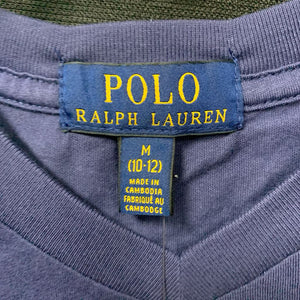 POLO
RALPH LAUREN
M
(10-12)
MADE IN
CAMBODIA
FABRIQUÉ AU
CAMBODGE